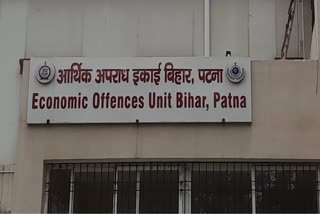 आर्थिक अपराध इकाई बिहार, पटना
Economic Offences Unit Bihar, Patna